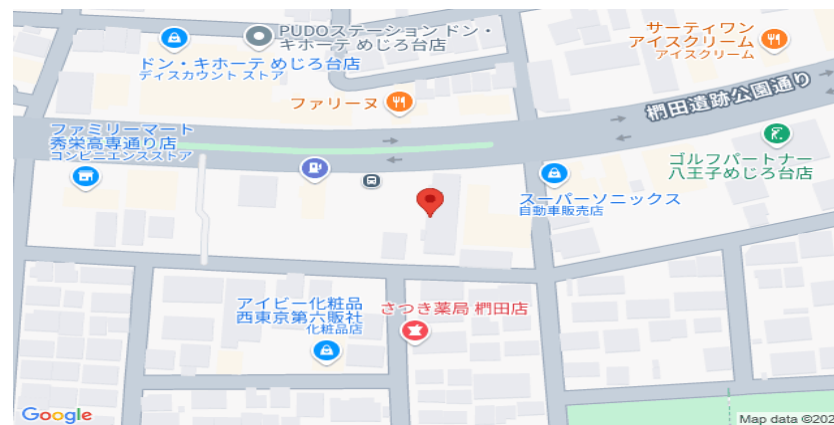 PUDOステーション ドン・
キホーテ めじろ台店
ドン・キホーテ めじろ台店
ディスカウント ストア
サーティワン
アイスクリーム
アイスクリーム
ファリーヌ
椚田遺跡公園通り
ファミリーマート
秀栄高専通り店
コンビニエンスストア
ゴルフパートナー
八王子めじろ台店
スーパーソニックス
自動車販売店
アイビー化粧品
西東京第六販社
化粧品店
さつき薬局 椚田店
Google
Map data ©202